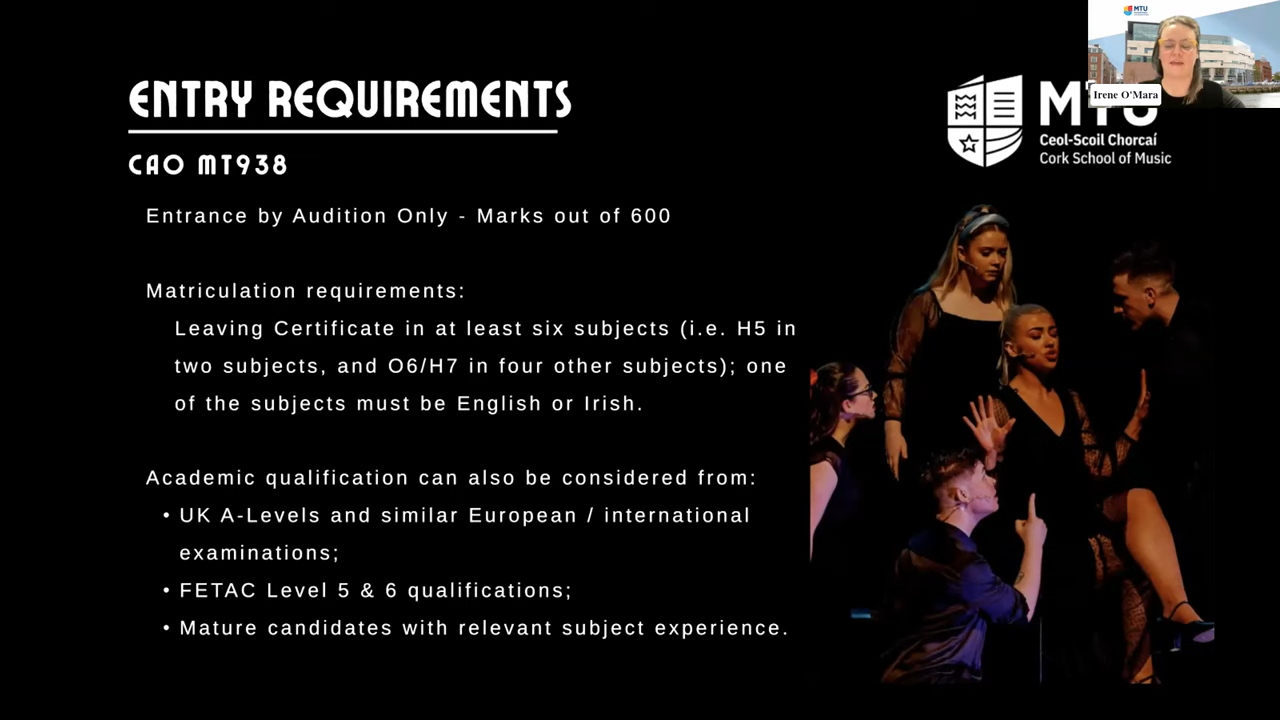 MTU
Irene O'Mara
ENTRY REQUIREMENTS
MTU
Ceol-Scoil Chorcaí
Cork School of Music
CAO MT938
Entrance by Audition Only - Marks out of 600
Matriculation requirements:
Leaving Certificate in at least six subjects (i.e. H5 in
two subjects, and O6/H7 in four other subjects); one
of the subjects must be English or Irish.
Academic qualification can also be considered from:
• UK A-Levels and similar European / international
examinations;
• FETAC Level 5 & 6 qualifications;
• Mature candidates with relevant subject experience.